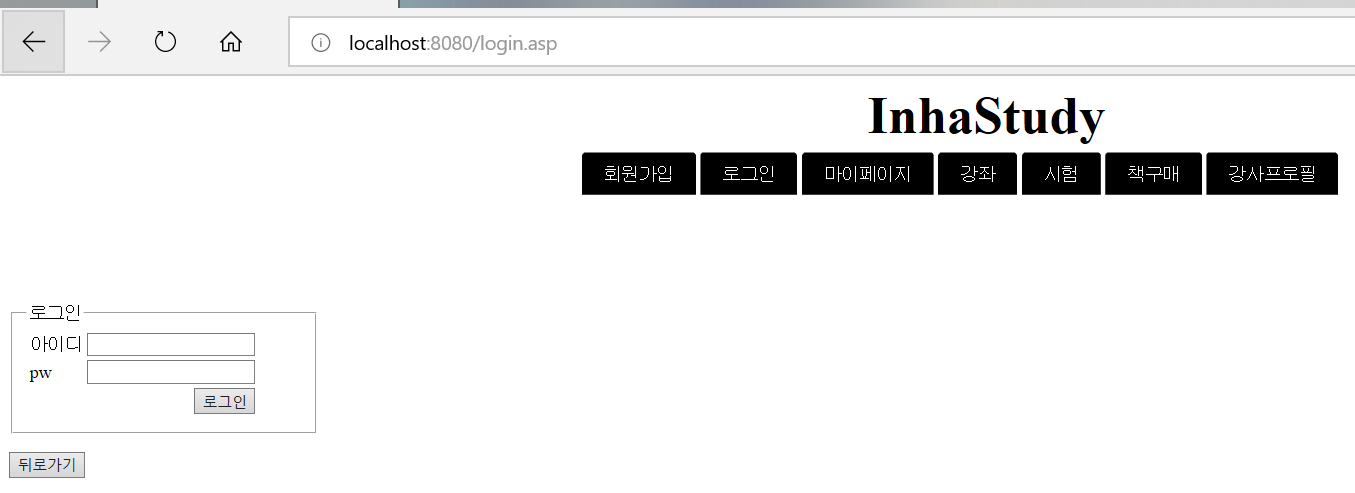 localhost:8080/login.asp
InhaStudy
회원가입 로그인 마이페이지 강좌 시험 책구매 강사프로필
로그인
아이디
pw
로그인
뒤로가기